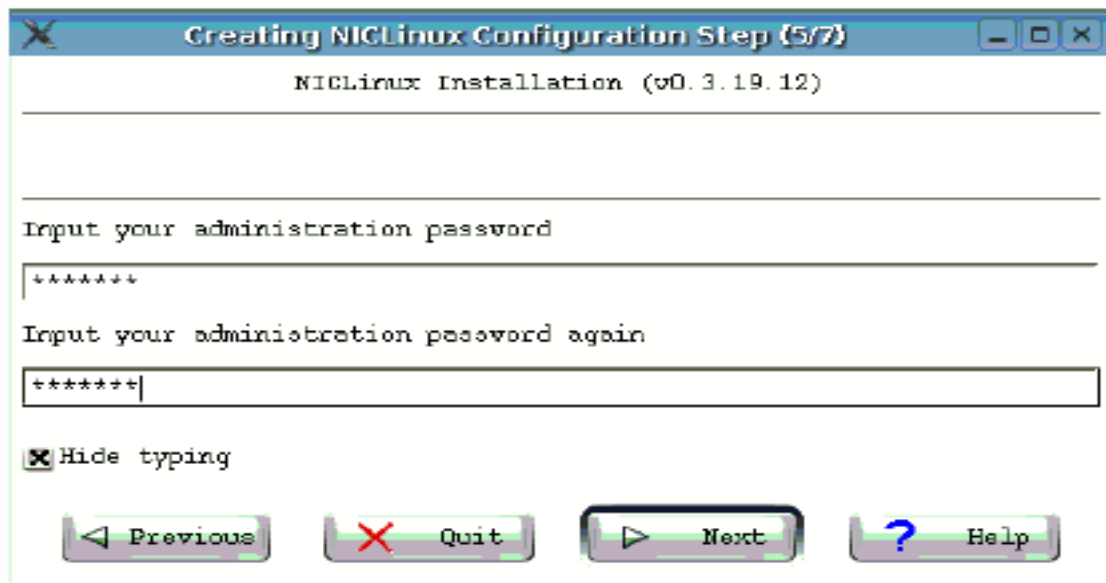 Creating NICLinux Configuration Step (5/7)
NICLinux Installation (v0.3.19.12)
Input your administration password
*******
Input your administration password again
*******
Hide typing
Previous Quit Next ? Help